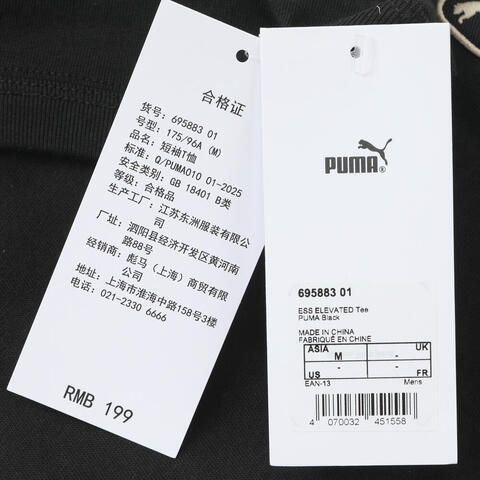 合格证
货号: 695883 01
号型: 175/96A (M)
品名: 短袖T恤
标准: Q/PUMA010 01-2025
安全类别: GB 18401 B类
等级: 合格品
生产工厂: 江苏东洲服装有限公
司
泗阳县经济开发区黄河南
路88号
经销商: 彪马（上海）商贸有限
公司
地址: 上海市淮海中路158号3楼
电话: 021-2330 6666
RMB 199
PUMA
695883 01
ESS ELEVATED Tee
PUMA Black
MADE IN CHINA
FABRIQUÉ EN CHINE
ASIA M - UK
US - - FR
EAN-13 Mens
4 070032 451558